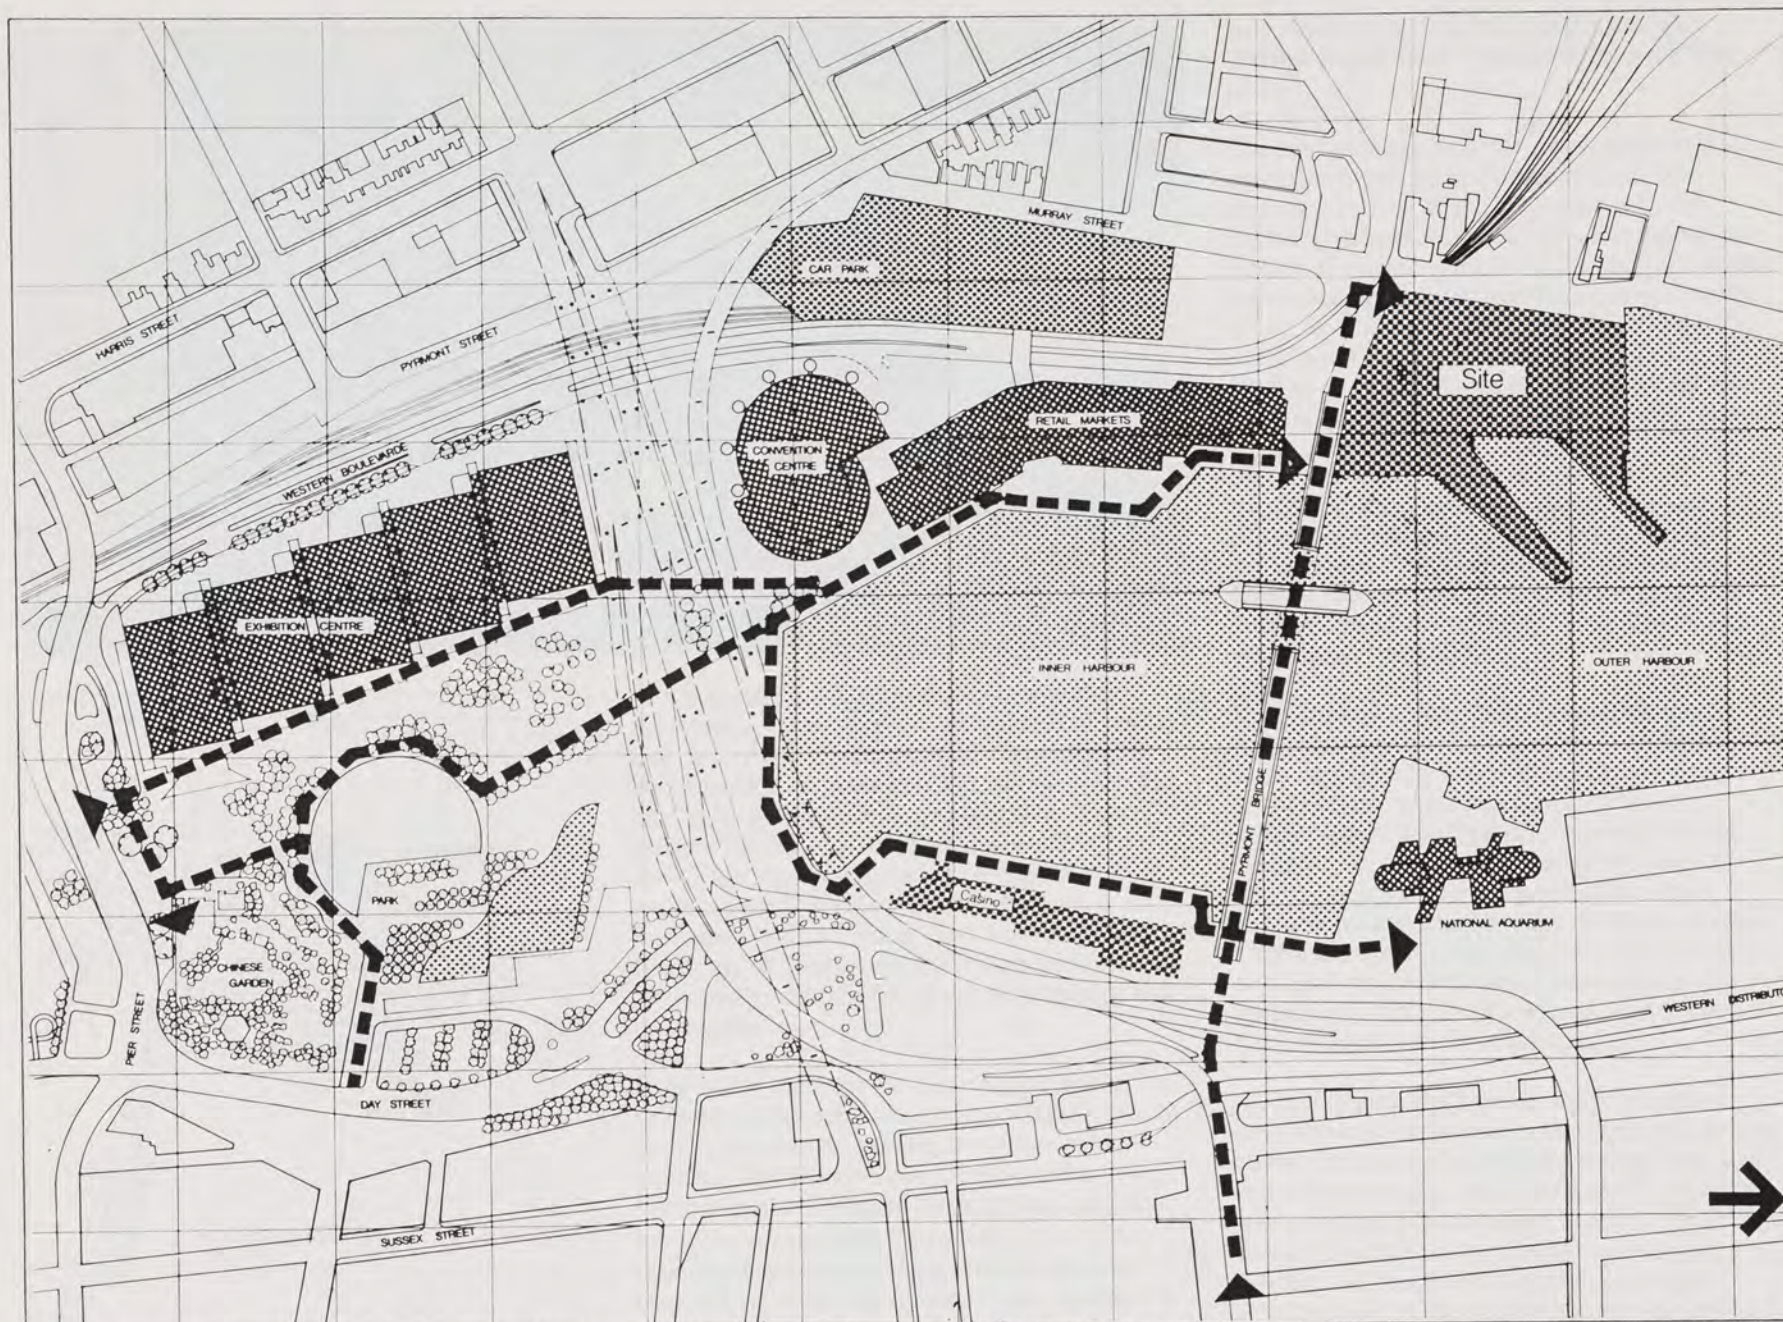 MURRAY STREET
CAR PARK
HARRIS STREET
PYRMONT STREET
Site
RETAIL MARKETS
CONVENTION
CENTRE
WESTERN BOULEVARDE
EXHIBITION CENTRE
INNER HARBOUR
OUTER HARBOUR
PYRMONT BRIDGE
PARK
Casino
NATIONAL AQUARIUM
CHINESE
GARDEN
WESTERN DISTRIBUTO
PIER STREET
DAY STREET
SUSSEX STREET